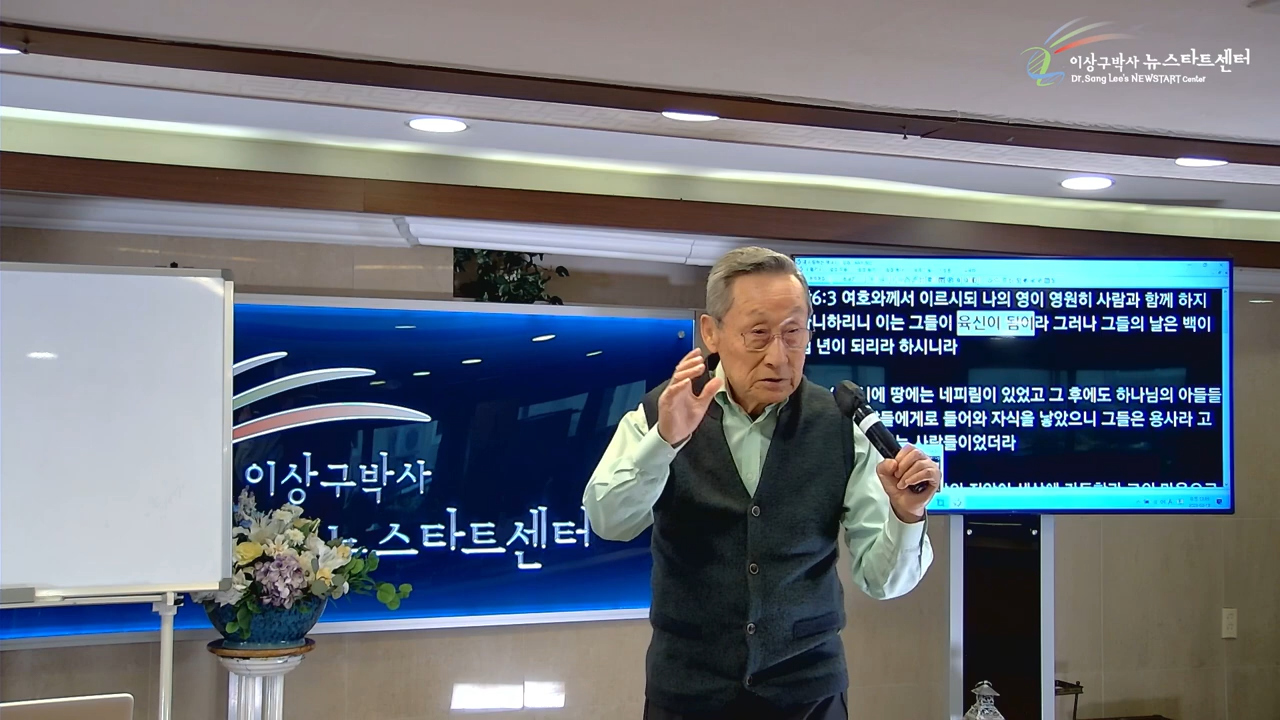 이상구박사 뉴스타트센터
Dr. Sang Lee's NEWSTART Center
6:3 여호와께서 이르시되 나의 영이 영원히 사람과 함께 하지
니하리니 이는 그들이 육신이 됨이라 그러나 그들의 날은 백이
년이 되리라 하시니라
에 땅에는 네피림이 있었고 그 후에도 하나님의 아들들
들에게로 들어와 자식을 낳았으니 그들은 용사라 고
는 사람들이었더라
이상구박사
뉴스타트센터